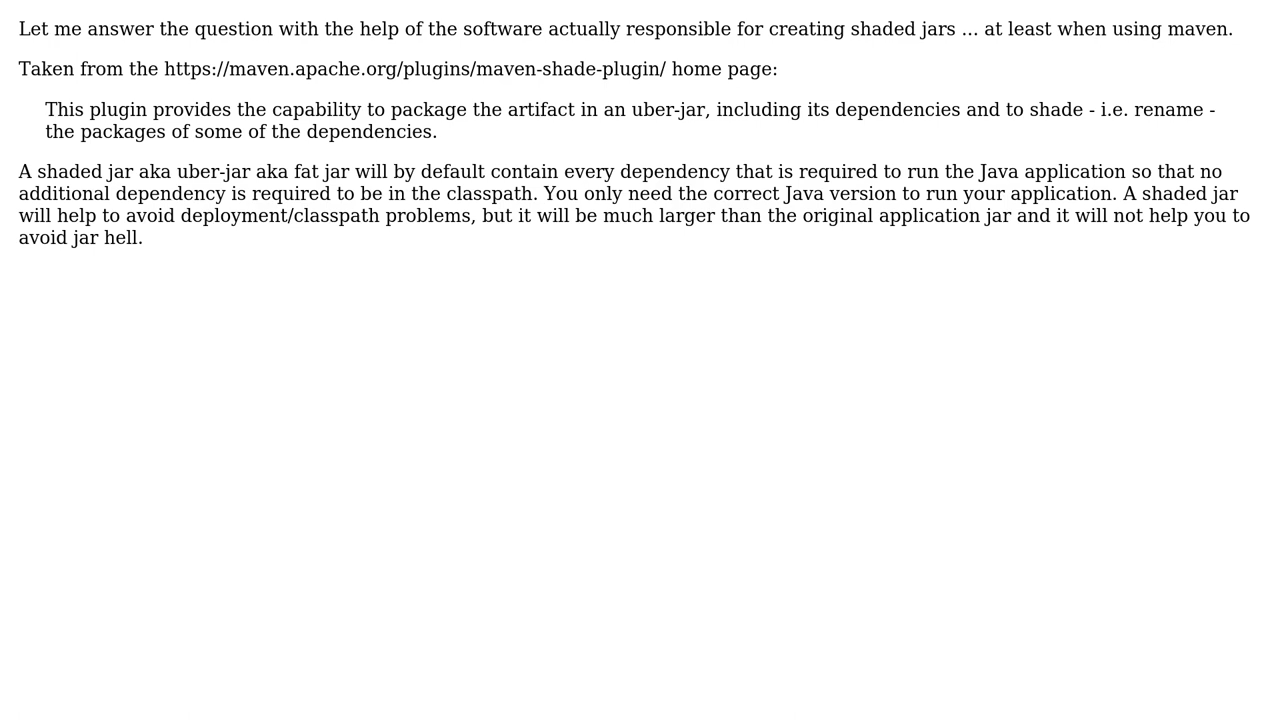 Let me answer the question with the help of the software actually responsible for creating shaded jars ... at least when using maven.
Taken from the https://maven.apache.org/plugins/maven-shade-plugin/ home page:
This plugin provides the capability to package the artifact in an uber-jar, including its dependencies and to shade - i.e. rename -
the packages of some of the dependencies.
A shaded jar aka uber-jar aka fat jar will by default contain every dependency that is required to run the Java application so that no
additional dependency is required to be in the classpath. You only need the correct Java version to run your application. A shaded jar
will help to avoid deployment/classpath problems, but it will be much larger than the original application jar and it will not help you to
avoid jar hell.